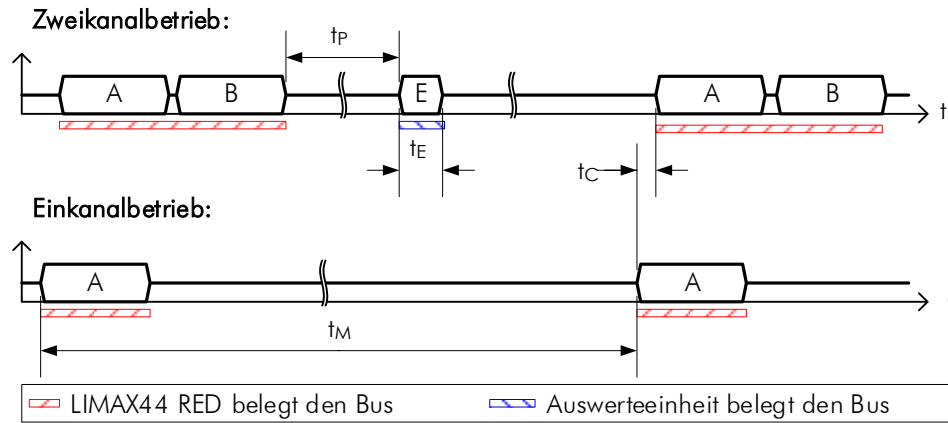 Zweikanalbetrieb:
tP
A B E A B
t
tE
tC
Einkanalbetrieb:
A A
tM
LIMAX44 RED belegt den Bus Auswerteeinheit belegt den Bus